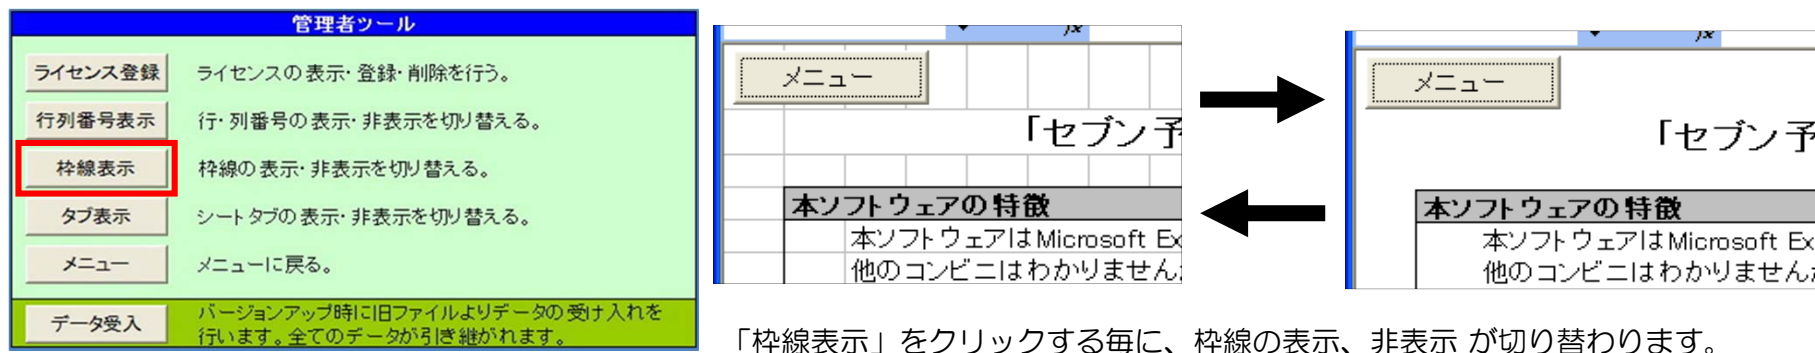 管理者ツール
ライセンス登録 ライセンスの表示・登録・削除を行う。
行列番号表示 行・列番号の表示・非表示を切り替える。
枠線表示 枠線の表示・非表示を切り替える。
タブ表示 シートタブの表示・非表示を切り替える。
メニュー メニューに戻る。
データ受入 バージョンアップ時に旧ファイルよりデータの受け入れを
行います。全てのデータが引き継がれます。
メニュー
「セブン予
本ソフトウェアの特徴
本ソフトウェアはMicrosoft Ex
他のコンビニはわかりません
メニュー
「セブン予
本ソフトウェアの特徴
本ソフトウェアはMicrosoft Ex
他のコンビニはわかりません
「枠線表示」をクリックする毎に、枠線の表示、非表示 が切り替わります。